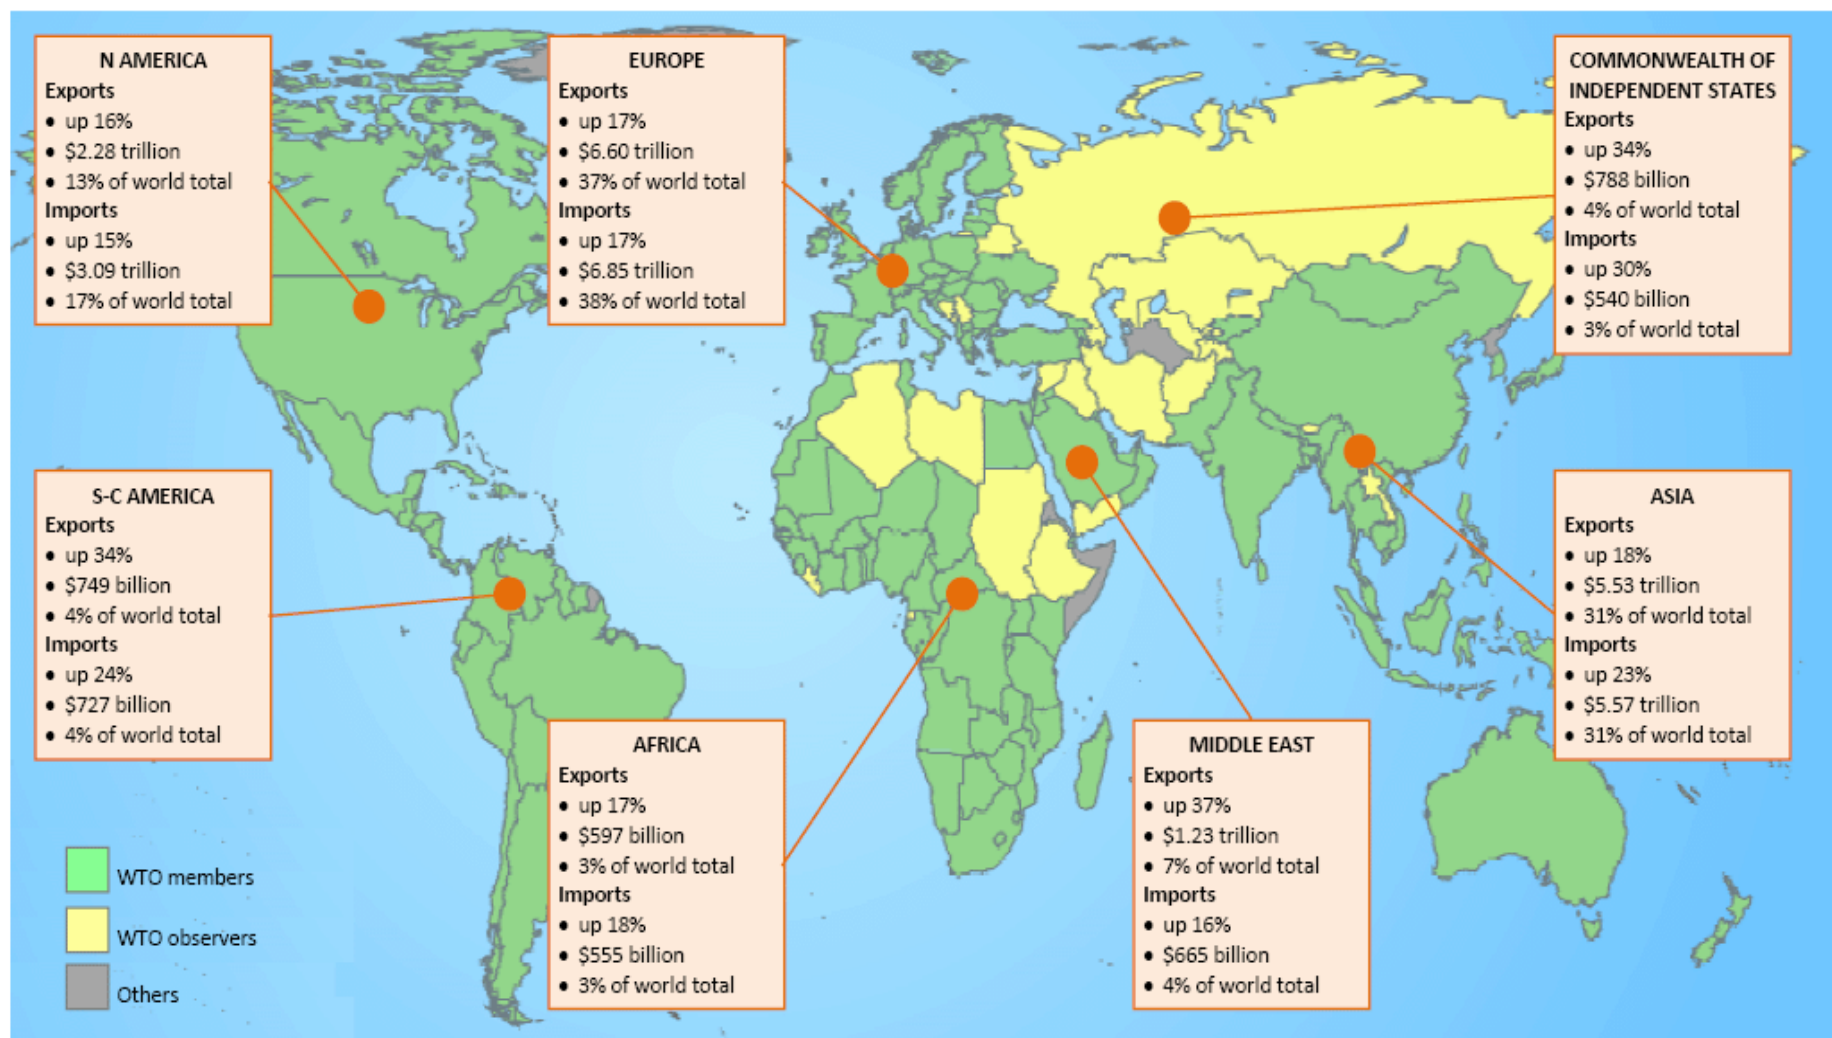 N AMERICA
Exports
• up 16%
• $2.28 trillion
• 13% of world total
Imports
• up 15%
• $3.09 trillion
• 17% of world total
EUROPE
Exports
• up 17%
• $6.60 trillion
• 37% of world total
Imports
• up 17%
• $6.85 trillion
• 38% of world total
COMMONWEALTH OF
INDEPENDENT STATES
Exports
• up 34%
• $788 billion
• 4% of world total
Imports
• up 30%
• $540 billion
• 3% of world total
S-C AMERICA
Exports
• up 34%
• $749 billion
• 4% of world total
Imports
• up 24%
• $727 billion
• 4% of world total
ASIA
Exports
• up 18%
• $5.53 trillion
• 31% of world total
Imports
• up 23%
• $5.57 trillion
• 31% of world total
AFRICA
Exports
• up 17%
• $597 billion
• 3% of world total
Imports
• up 18%
• $555 billion
• 3% of world total
MIDDLE EAST
Exports
• up 37%
• $1.23 trillion
• 7% of world total
Imports
• up 16%
• $665 billion
• 4% of world total
WTO members
WTO observers
Others